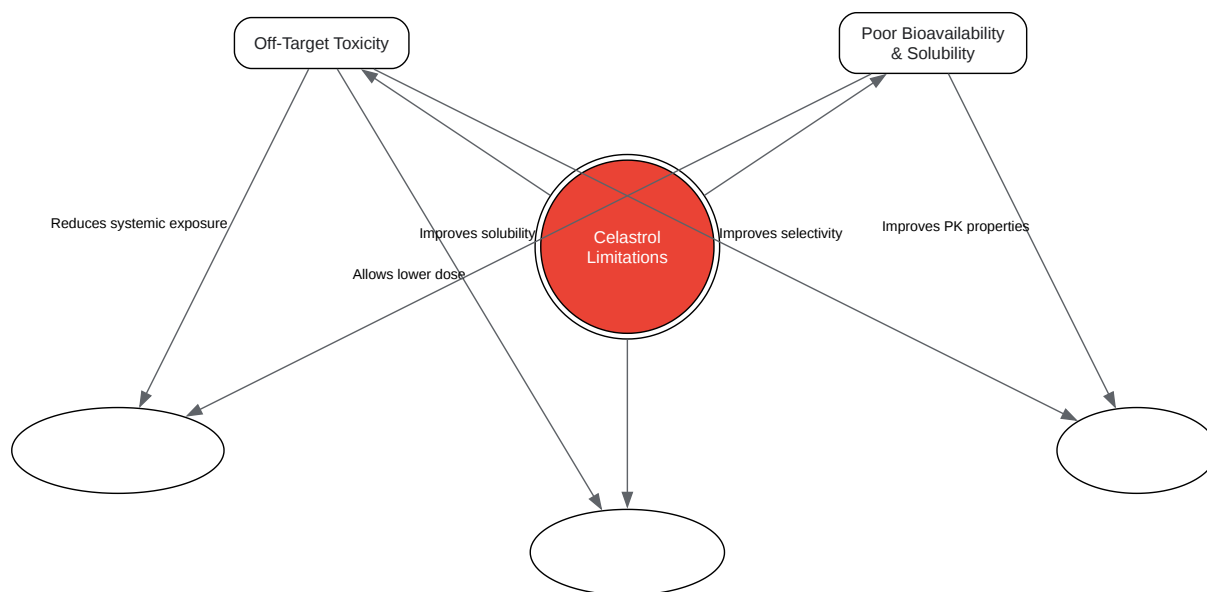 Off-Target Toxicity
Poor Bioavailability
& Solubility
Reduces systemic exposure
Improves solubility
Allows lower dose
Celastrol
Limitations
Improves selectivity
Improves PK properties